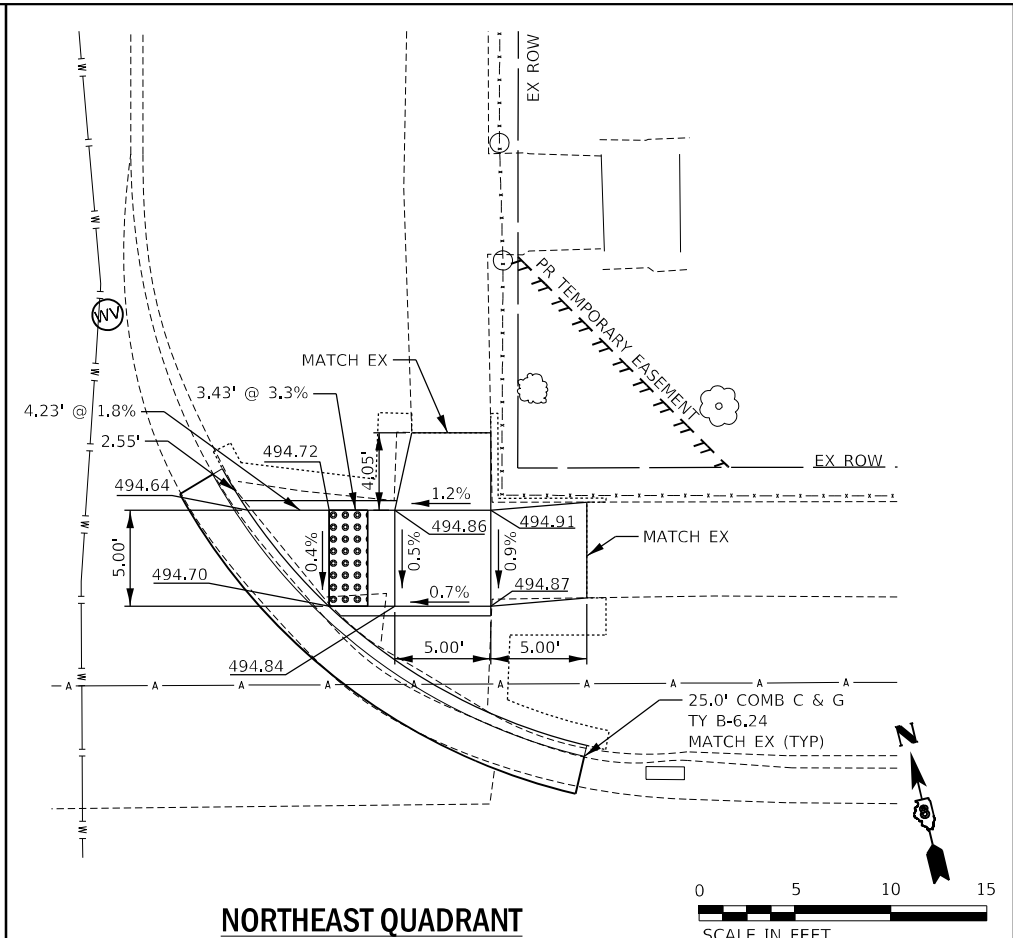 EX ROW
W
W
W
W
W
W
WV
PR TEMPORARY EASEMENT
MATCH EX
3.43' @ 3.3%
4.23' @ 1.8%
2.55'
494.72
4.05'
EX ROW
494.64
1.2%
494.86
494.91
MATCH EX
5.00'
0.4%
0.5%
0.9%
494.70
0.7%
494.87
5.00'
5.00'
494.84
A A A A A A A A A
25.0' COMB C & G
TY B-6.24
MATCH EX (TYP)
N
8
NORTHEAST QUADRANT
0 5 10 15
SCALE IN FEET